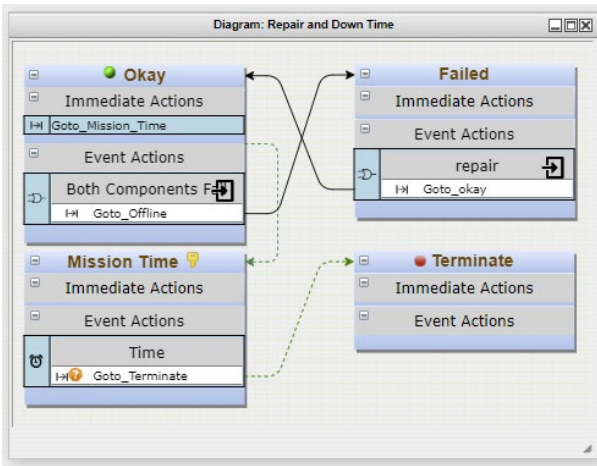 Diagram: Repair and Down Time
Okay
Immediate Actions
Goto_Mission_Time
Event Actions
Both Components Fa
Goto_Offline
Failed
Immediate Actions
Event Actions
repair
Goto_okay
Mission Time
Immediate Actions
Event Actions
Time
Goto_Terminate
Terminate
Immediate Actions
Event Actions